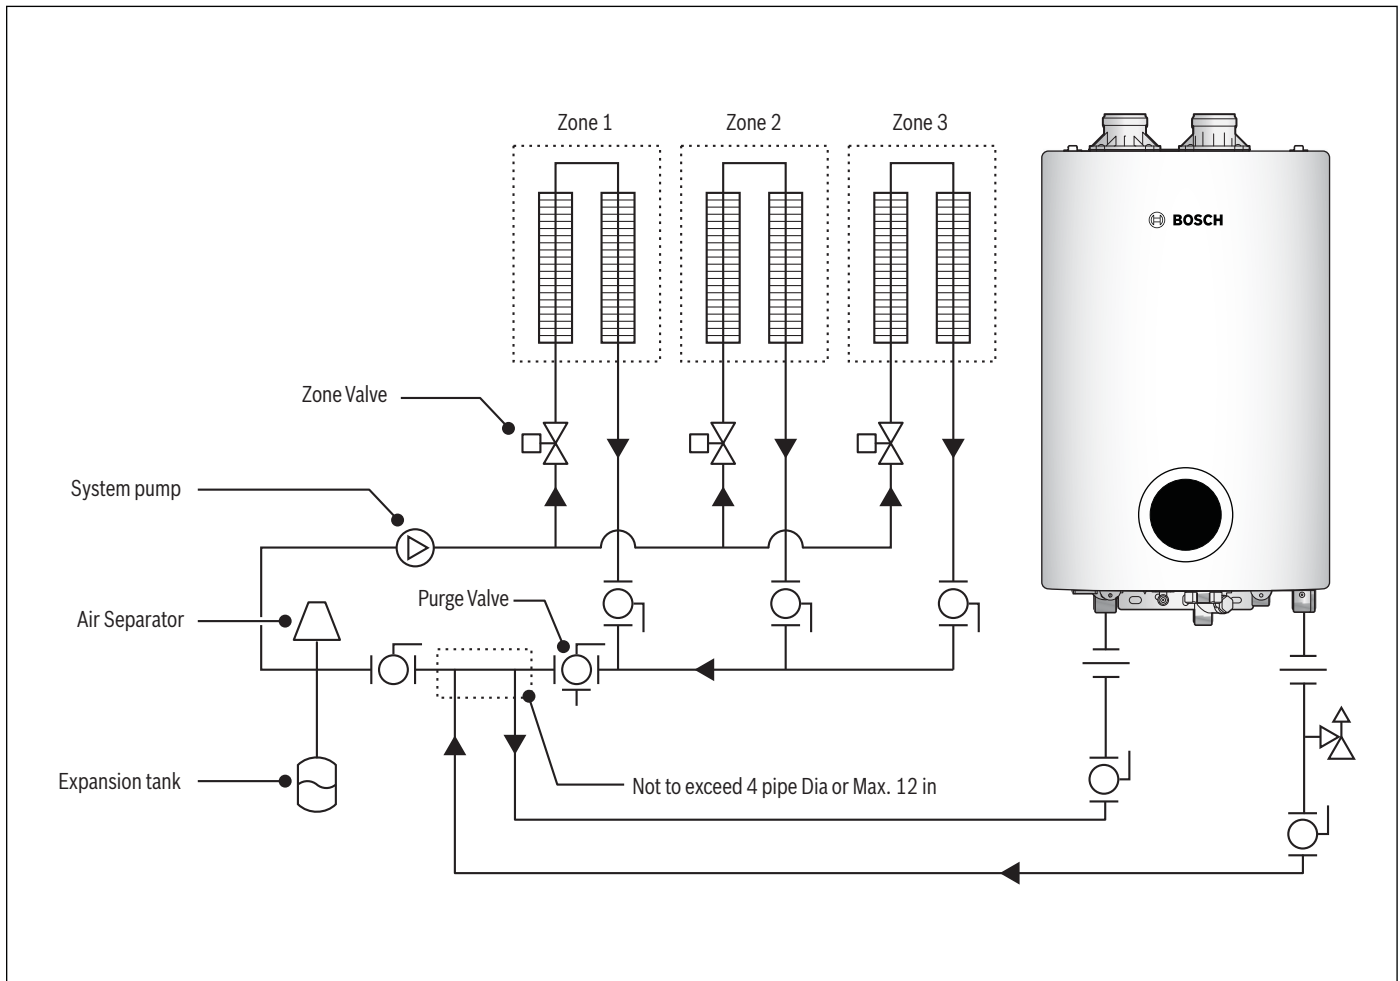 Zone 1
Zone 2
Zone 3
BOSCH
Zone Valve
System pump
Purge Valve
Air Separator
Expansion tank
Not to exceed 4 pipe Dia or Max. 12 in